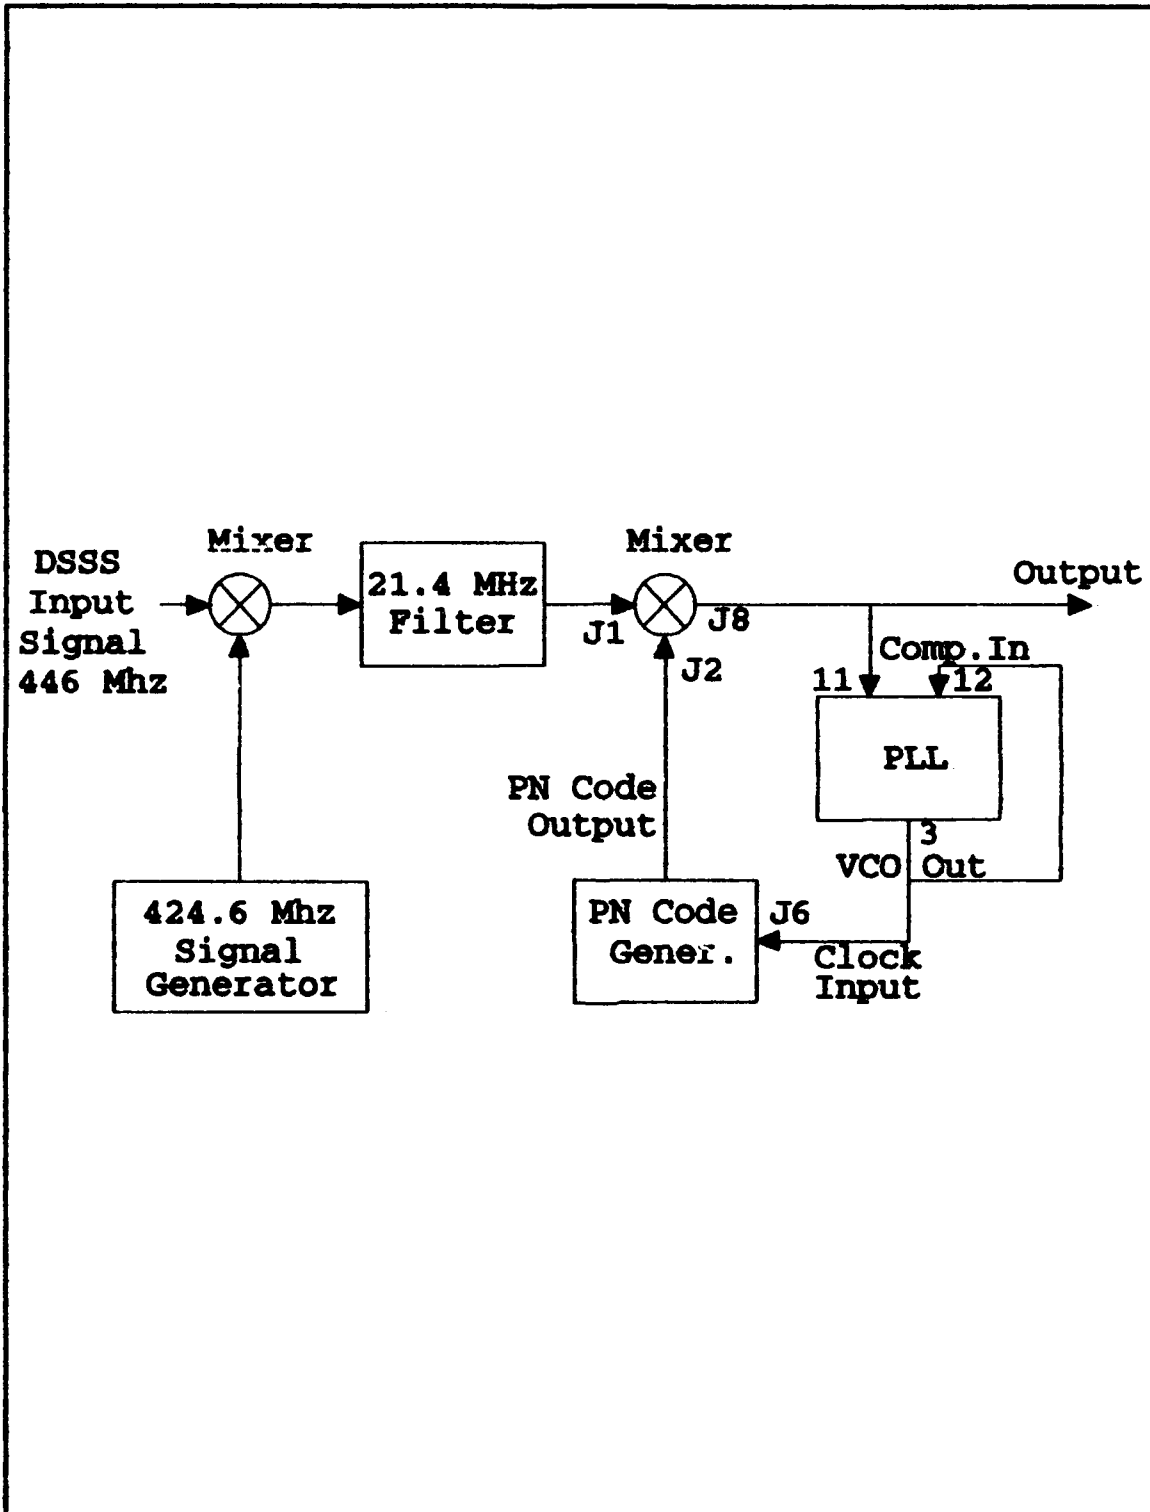 DSSS
Input
Signal
446 Mhz
Mixer
21.4 MHz
Filter
J1
Mixer
J8
J2
Output
Comp.In
11
12
PLL
3
VCO Out
PN Code
Output
424.6 Mhz
Signal
Generator
PN Code
Gener.
J6
Clock
Input